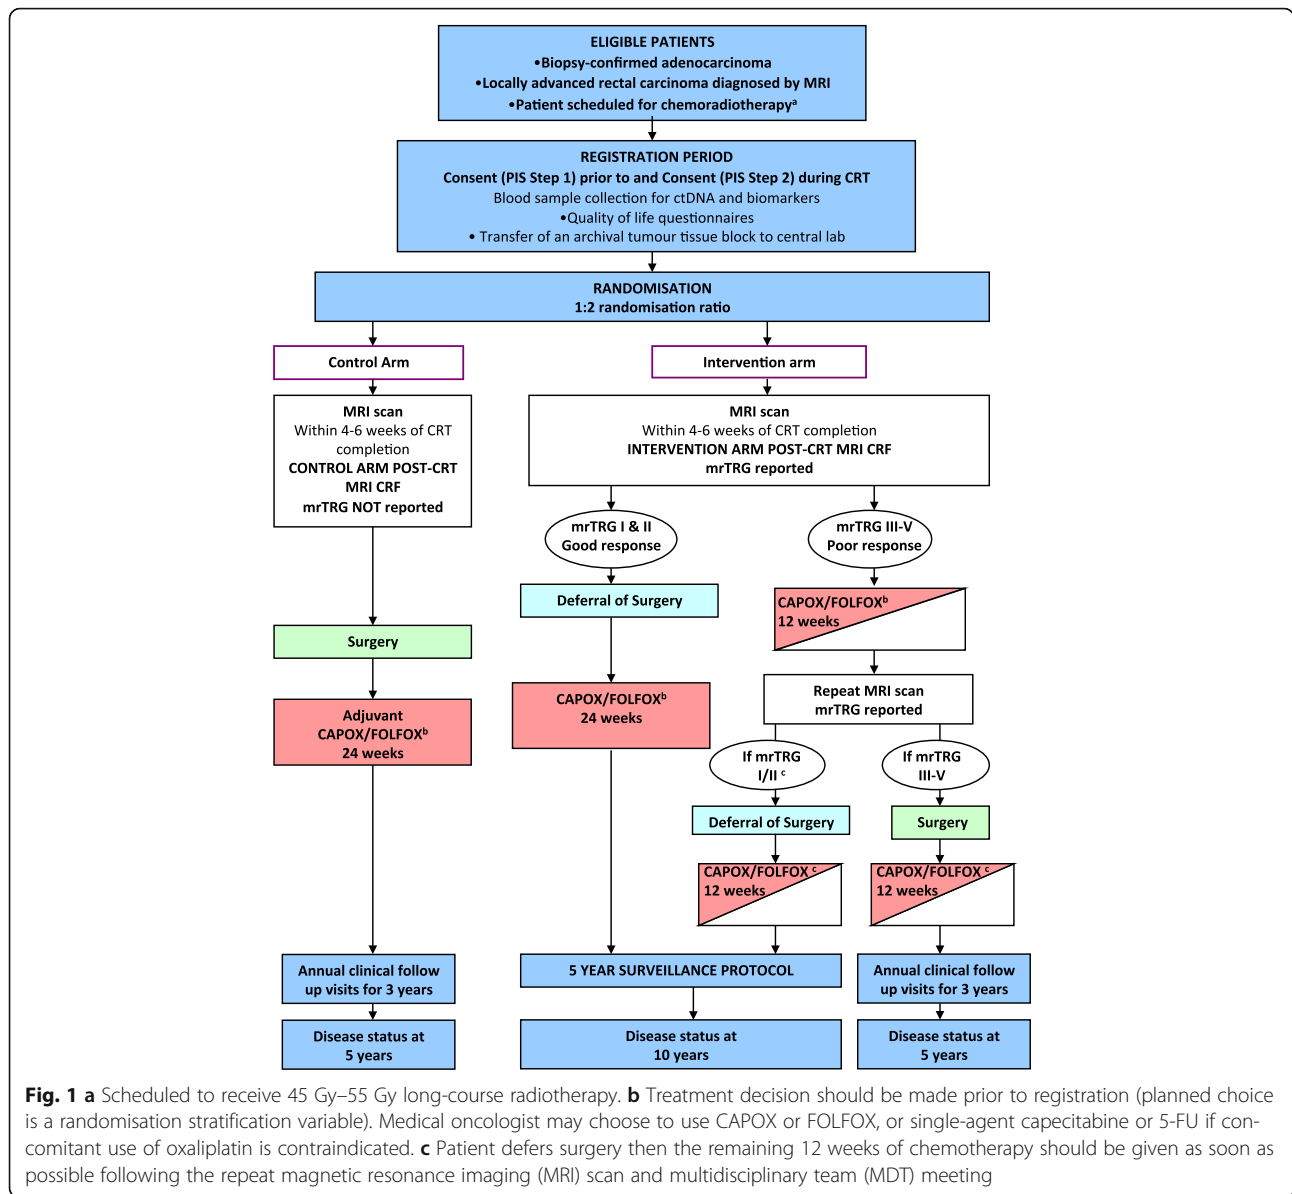 ELIGIBLE PATIENTS
•Biopsy-confirmed adenocarcinoma
•Locally advanced rectal carcinoma diagnosed by MRI
•Patient scheduled for chemoradiotherapyᵃ
REGISTRATION PERIOD
Consent (PIS Step 1) prior to and Consent (PIS Step 2) during CRT
Blood sample collection for ctDNA and biomarkers
•Quality of life questionnaires
• Transfer of an archival tumour tissue block to central lab
RANDOMISATION
1:2 randomisation ratio
Control Arm
MRI scan
Within 4-6 weeks of CRT
completion
CONTROL ARM POST-CRT
MRI CRF
mrTRG NOT reported
Surgery
Adjuvant
CAPOX/FOLFOXᵇ
24 weeks
Annual clinical follow
up visits for 3 years
Disease status at
5 years
Intervention arm
MRI scan
Within 4-6 weeks of CRT completion
INTERVENTION ARM POST-CRT MRI CRF
mrTRG reported
mrTRG I & II
Good response
Deferral of Surgery
CAPOX/FOLFOXᵇ
24 weeks
mrTRG III-V
Poor response
CAPOX/FOLFOXᵇ
12 weeks
Repeat MRI scan
mrTRG reported
If mrTRG
I/II ᶜ
Deferral of Surgery
CAPOX/FOLFOX ᶜ
12 weeks
5 YEAR SURVEILLANCE PROTOCOL
Disease status at
10 years
If mrTRG
III-V
Surgery
CAPOX/FOLFOX ᶜ
12 weeks
Annual clinical follow
up visits for 3 years
Disease status at
5 years
Fig. 1 a Scheduled to receive 45 Gy–55 Gy long-course radiotherapy. b Treatment decision should be made prior to registration (planned choice
is a randomisation stratification variable). Medical oncologist may choose to use CAPOX or FOLFOX, or single-agent capecitabine or 5-FU if con-
comitant use of oxaliplatin is contraindicated. c Patient defers surgery then the remaining 12 weeks of chemotherapy should be given as soon as
possible following the repeat magnetic resonance imaging (MRI) scan and multidisciplinary team (MDT) meeting